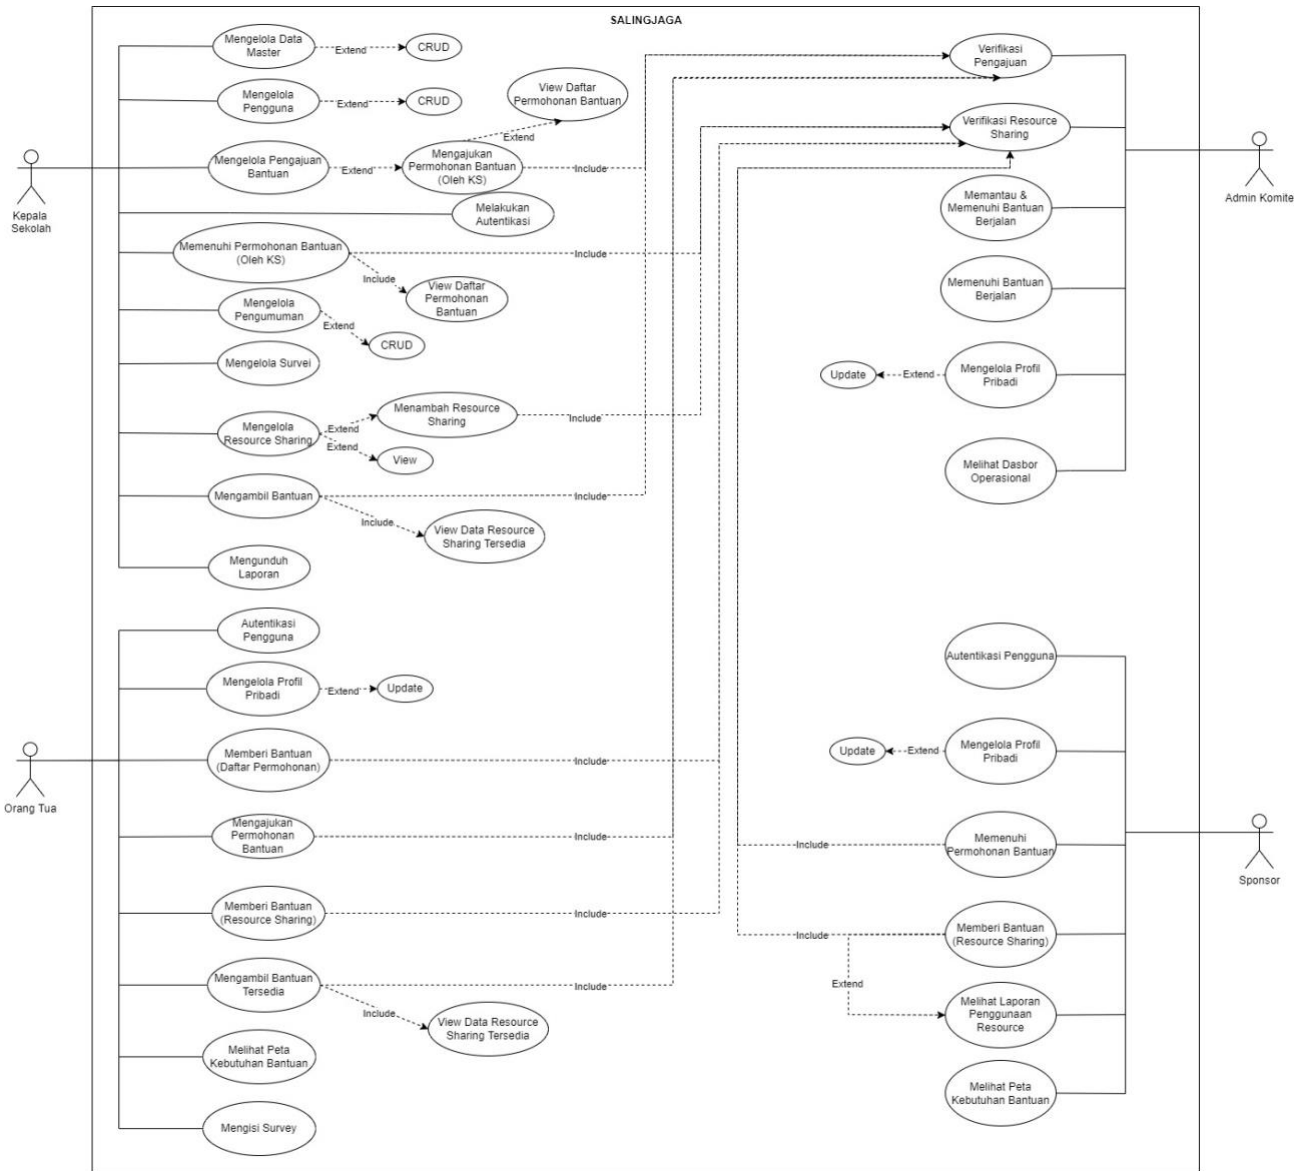 SALINGJAGA
Mengelola Data
Master
Extend
CRUD
Mengelola
Pengguna
Extend
CRUD
View Daftar
Permohonan Bantuan
Extend
Mengelola Pengajuan
Bantuan
Extend
Mengajukan
Permohonan Bantuan
(Oleh KS)
Include
Kepala
Sekolah
Melakukan
Autentikasi
Memenuhi Permohonan Bantuan
(Oleh KS)
Include
Include
View Daftar
Permohonan
Bantuan
Mengelola
Pengumuman
Extend
CRUD
Mengelola Survei
Mengelola
Resource Sharing
Extend
Extend
Menambah Resource
Sharing
Include
View
Mengambil Bantuan
Include
Include
View Data Resource
Sharing Tersedia
Mengunduh
Laporan
Verifikasi
Pengajuan
Verifikasi Resource
Sharing
Admin Komite
Memantau &
Memenuhi Bantuan
Berjalan
Memenuhi Bantuan
Berjalan
Update
Extend
Mengelola Profil
Pribadi
Melihat Dasbor
Operasional
Autentikasi
Pengguna
Mengelola Profil
Pribadi
Extend
Update
Orang Tua
Memberi Bantuan
(Daftar Permohonan)
Include
Mengajukan
Permohonan
Bantuan
Include
Memberi Bantuan
(Resource Sharing)
Include
Mengambil Bantuan
Tersedia
Include
Include
View Data Resource
Sharing Tersedia
Melihat Peta
Kebutuhan Bantuan
Mengisi Survey
Autentikasi Pengguna
Update
Extend
Mengelola Profil
Pribadi
Include
Memenuhi
Permohonan Bantuan
Sponsor
Include
Memberi Bantuan
(Resource Sharing)
Extend
Melihat Laporan
Penggunaan
Resource
Melihat Peta
Kebutuhan Bantuan